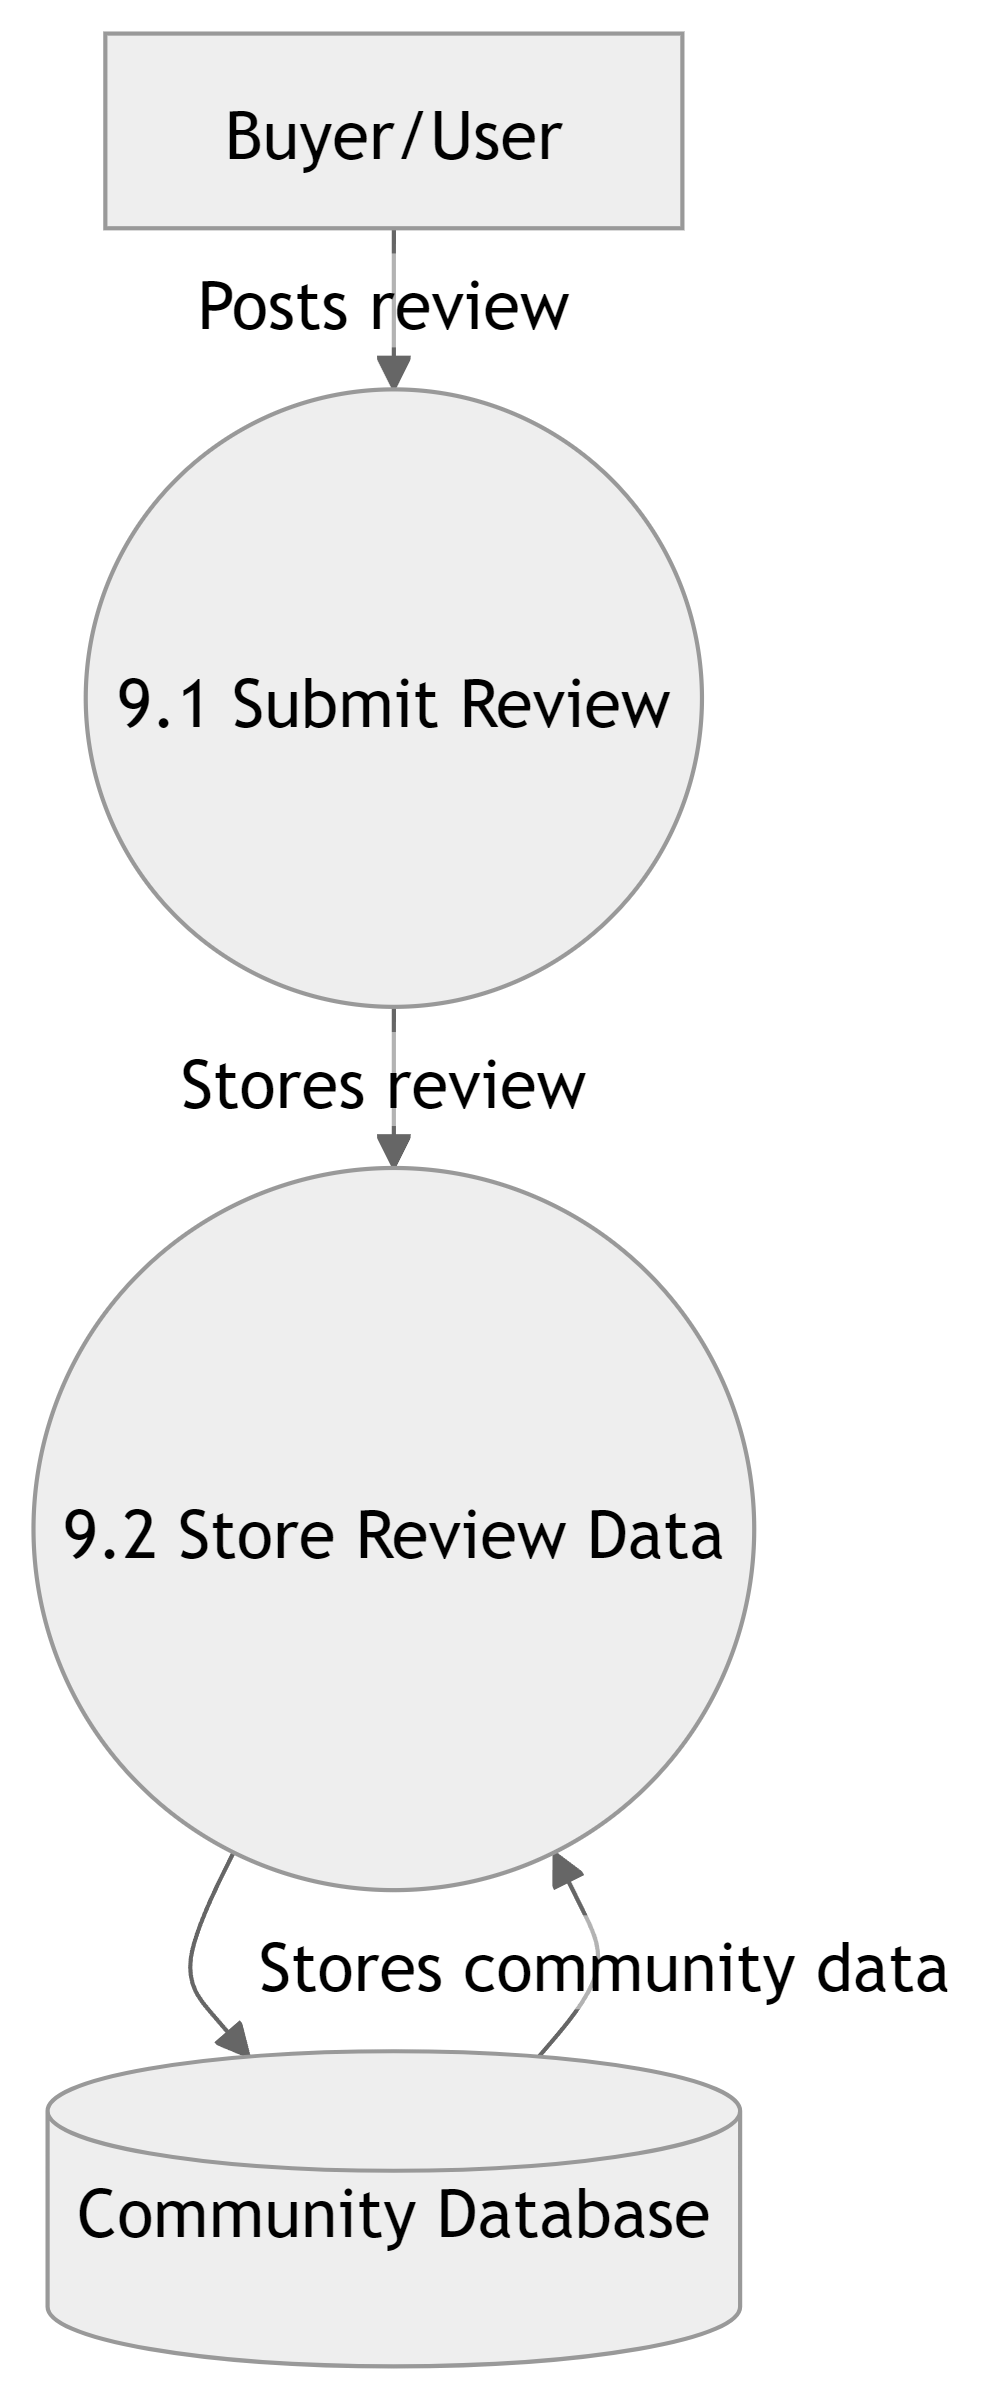 Buyer/User
Posts review
9.1 Submit Review
Stores review
9.2 Store Review Data
Stores community data
Community Database